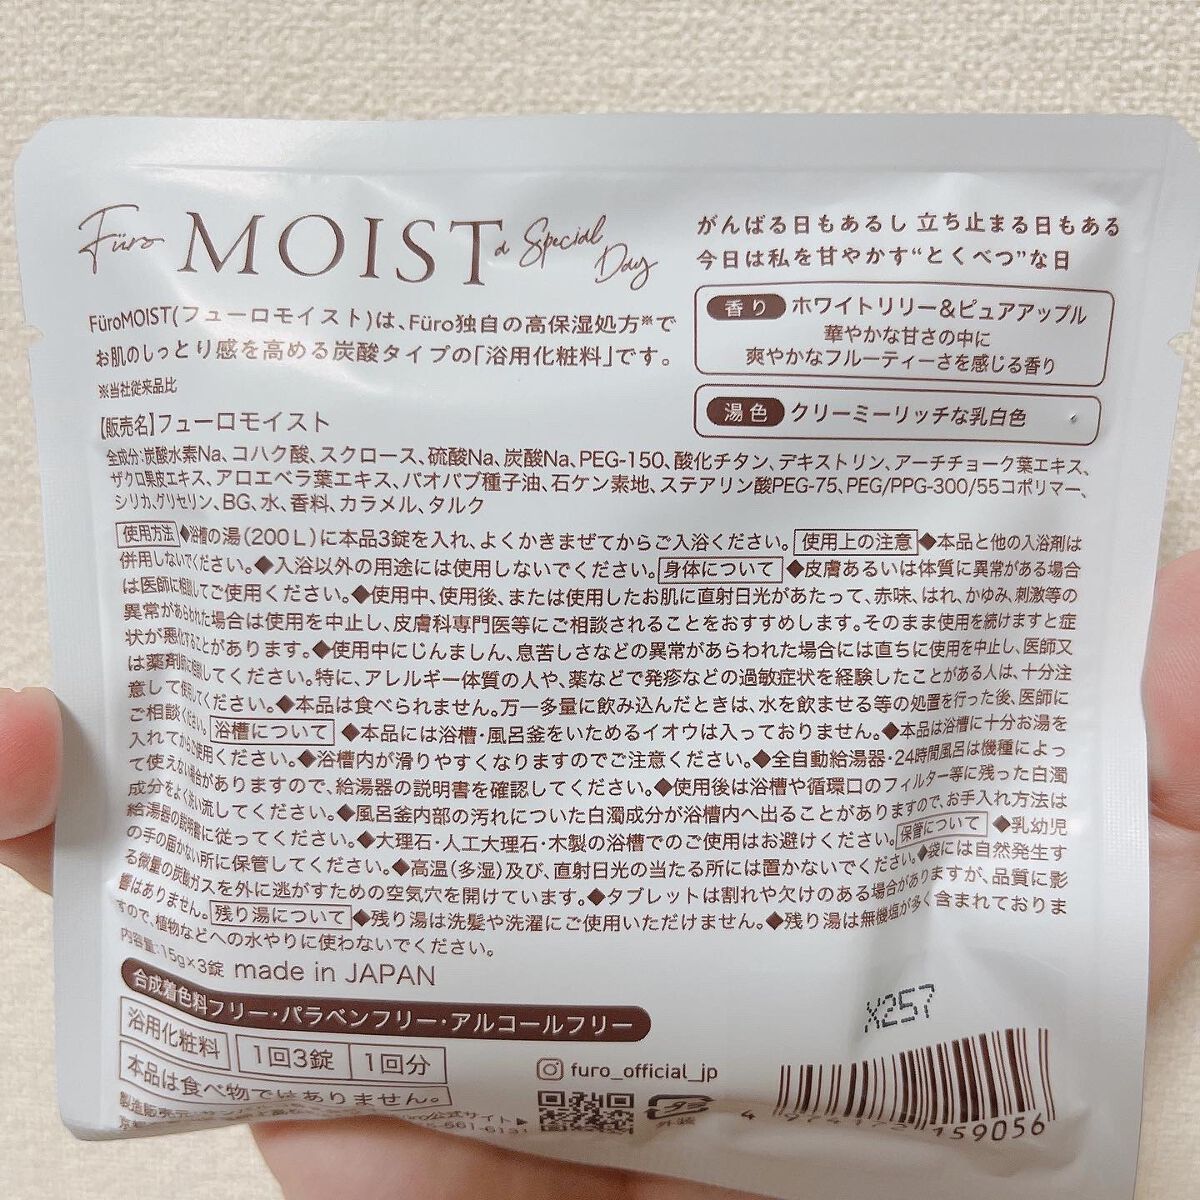 Fūro MOIST a Special Day
がんばる日もあるし 立ち止まる日もある
今日は私を甘やかす“とくべつ”な日
FüroMOIST(フューロモイスト)は、Füro独自の高保湿処方※で
お肌のしっとり感を高める炭酸タイプの「浴用化粧料」です。
※当社従来品比
香り ホワイトリリー&ピュアアップル
華やかな甘さの中に
爽やかなフルーティーさを感じる香り
湯色 クリーミーリッチな乳白色
【販売名】フューロモイスト
全成分:炭酸水素Na、コハク酸、スクロース、硫酸Na、炭酸Na、PEG-150、酸化チタン、デキストリン、アーチチョーク葉エキス、
ザクロ果皮エキス、アロエベラ葉エキス、バオバブ種子油、石ケン素地、ステアリン酸PEG-75、PEG/PPG-300/55コポリマー、
シリカ、グリセリン、BG、水、香料、カラメル、タルク
使用方法 ◆浴槽の湯(200L)に本品3錠を入れ、よくかきまぜてからご入浴ください。 使用上の注意 ◆本品と他の入浴剤は
併用しないでください。◆入浴以外の用途には使用しないでください。 身体について ◆皮膚あるいは体質に異常がある場合
は医師に相談してご使用ください。◆使用中、使用後、または使用したお肌に直射日光があたって、赤味、はれ、かゆみ、刺激等の
異常があらわれた場合は使用を中止し、皮膚科専門医等にご相談されることをおすすめします。そのまま使用を続けますと症
状が悪化することがあります。◆使用中にじんましん、息苦しさなどの異常があらわれた場合には直ちに使用を中止し、医師又
は薬剤師に相談してください。特に、アレルギー体質の人や、薬などで発疹などの過敏症状を経験したことがある人は、十分注
意して使用してください。◆本品は食べられません。万一多量に飲み込んだときは、水を飲ませる等の処置を行った後、医師に
ご相談ください。 浴槽について ◆本品には浴槽・風呂釜をいためるイオウは入っておりません。◆本品は浴槽に十分お湯を
入れてからご使用ください。◆浴槽内が滑りやすくなりますのでご注意ください。◆全自動給湯器・24時間風呂は機種によっ
て使えない場合がありますので、給湯器の説明書を確認してください。◆使用後は浴槽や循環口のフィルター等に残った白濁
成分をよく洗い流してください。◆風呂釜内部の汚れについた白濁成分が浴槽内へ出ることがありますので、お手入れ方法は
給湯器の説明書に従ってください。◆大理石・人工大理石・木製の浴槽でのご使用はお避けください。 保管について ◆乳幼児
の手の届かない所に保管してください。◆高温(多湿)及び、直射日光の当たる所には置かないでください。◆袋には自然発生す
る微量の炭酸ガスを外に逃がすための空気穴を開けています。◆タブレットは割れや欠けのある場合がありますが、品質に影
響はありません。 残り湯について ◆残り湯は洗髪や洗濯にご使用いただけません。◆残り湯は無機塩が多く含まれておりま
すので、植物などへの水やりに使わないでください。
内容量:15g×3錠 made in JAPAN
合成着色料フリー・パラベンフリー・アルコールフリー
浴用化粧料 1回3錠 1回分
本品は食べ物ではありません。
X257
furo_official_jp
公式サイト▶
プラ
外装
159056